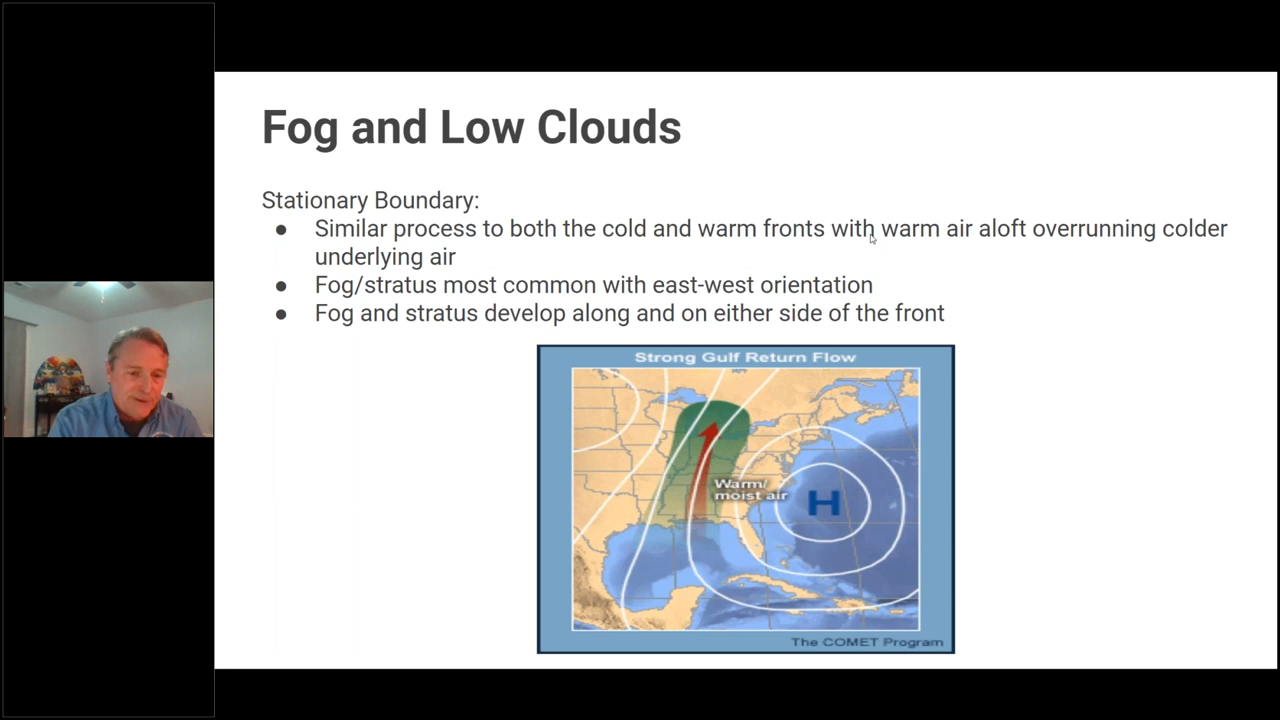 Fog and Low Clouds
Stationary Boundary:
● Similar process to both the cold and warm fronts with warm air aloft overrunning colder
underlying air
● Fog/stratus most common with east-west orientation
● Fog and stratus develop along and on either side of the front
Strong Gulf Return Flow
Warm/
moist air
H
The COMET Program